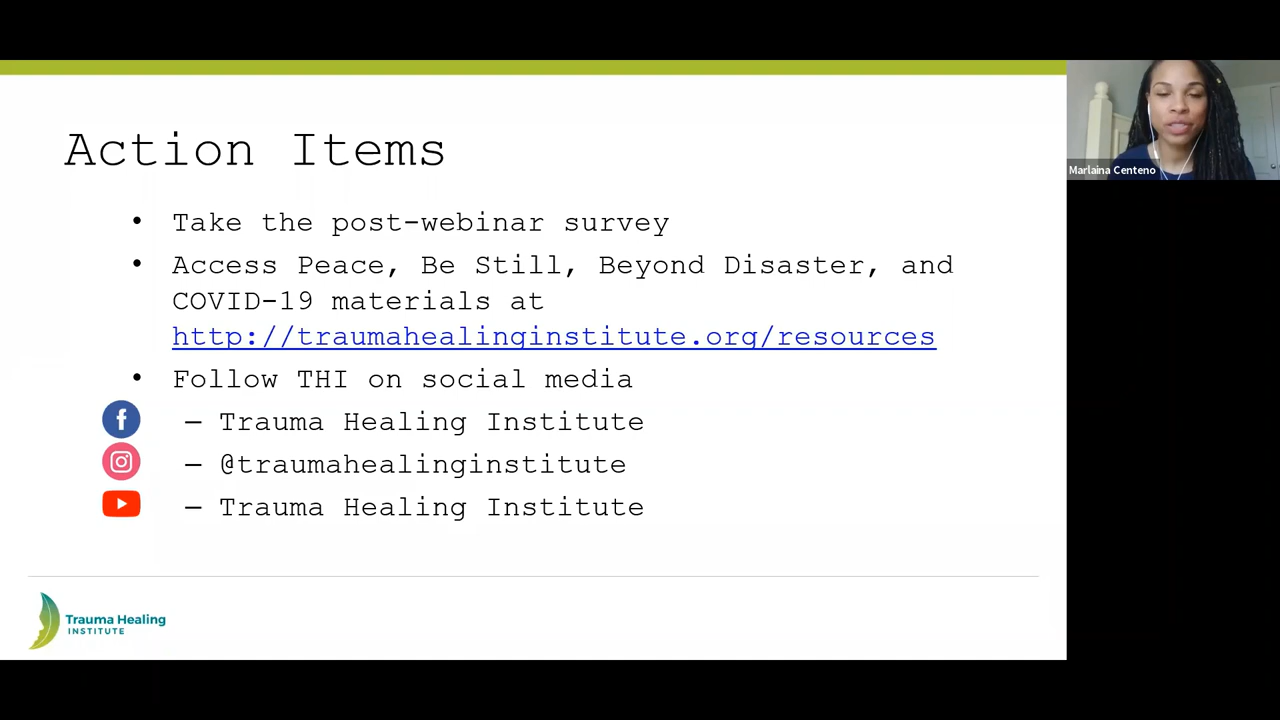 Action Items
• Take the post-webinar survey
• Access Peace, Be Still, Beyond Disaster, and
COVID-19 materials at
http://traumahealinginstitute.org/resources
• Follow THI on social media
– Trauma Healing Institute
– @traumahealinginstitute
– Trauma Healing Institute
Trauma Healing
INSTITUTE
Marlaina Centeno